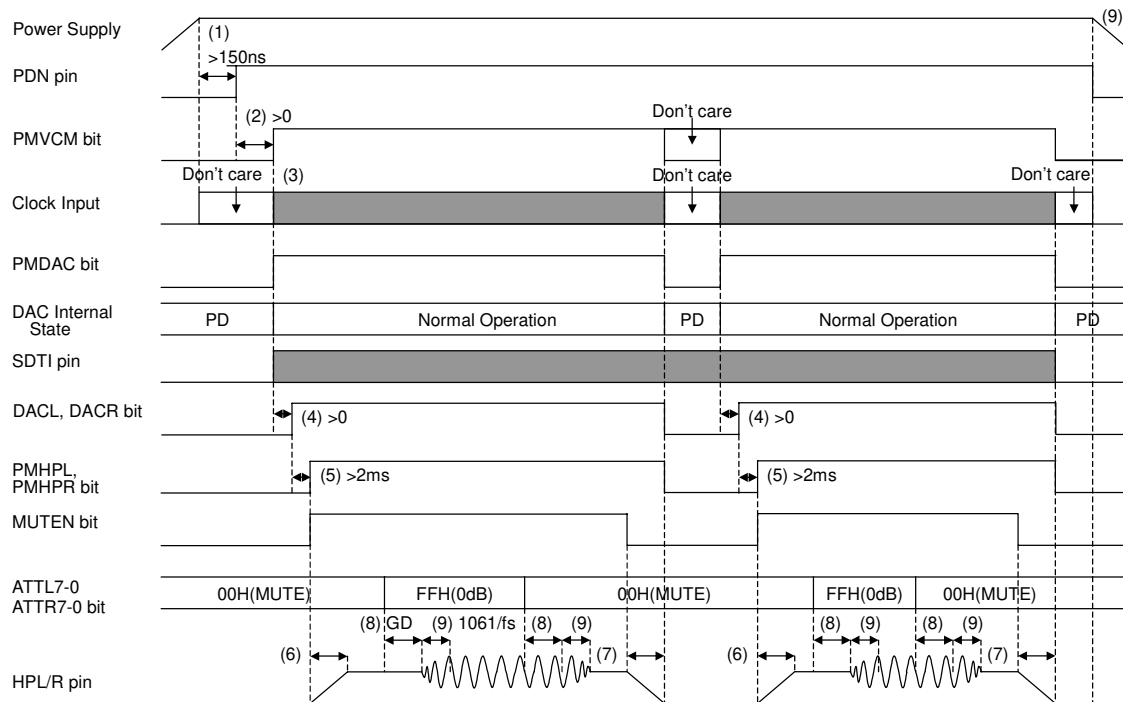 Power Supply
(1)
(9)
>150ns
PDN pin
(2) >0
Don't care
PMVCM bit
Don't care
(3)
Don't care
Don't care
Clock Input
PMDAC bit
DAC Internal
State
PD
Normal Operation
PD
Normal Operation
PD
SDTI pin
DACL, DACR bit
(4) >0
(4) >0
PMHPL,
PMHPR bit
(5) >2ms
(5) >2ms
MUTEN bit
ATTL7-0
ATTR7-0 bit
00H(MUTE)
FFH(0dB)
00H(MUTE)
FFH(0dB)
00H(MUTE)
(8) GD
(9) 1061/fs
(8)
(9)
(8)
(9)
(8)
(9)
(6)
(7)
(6)
(7)
HPL/R pin